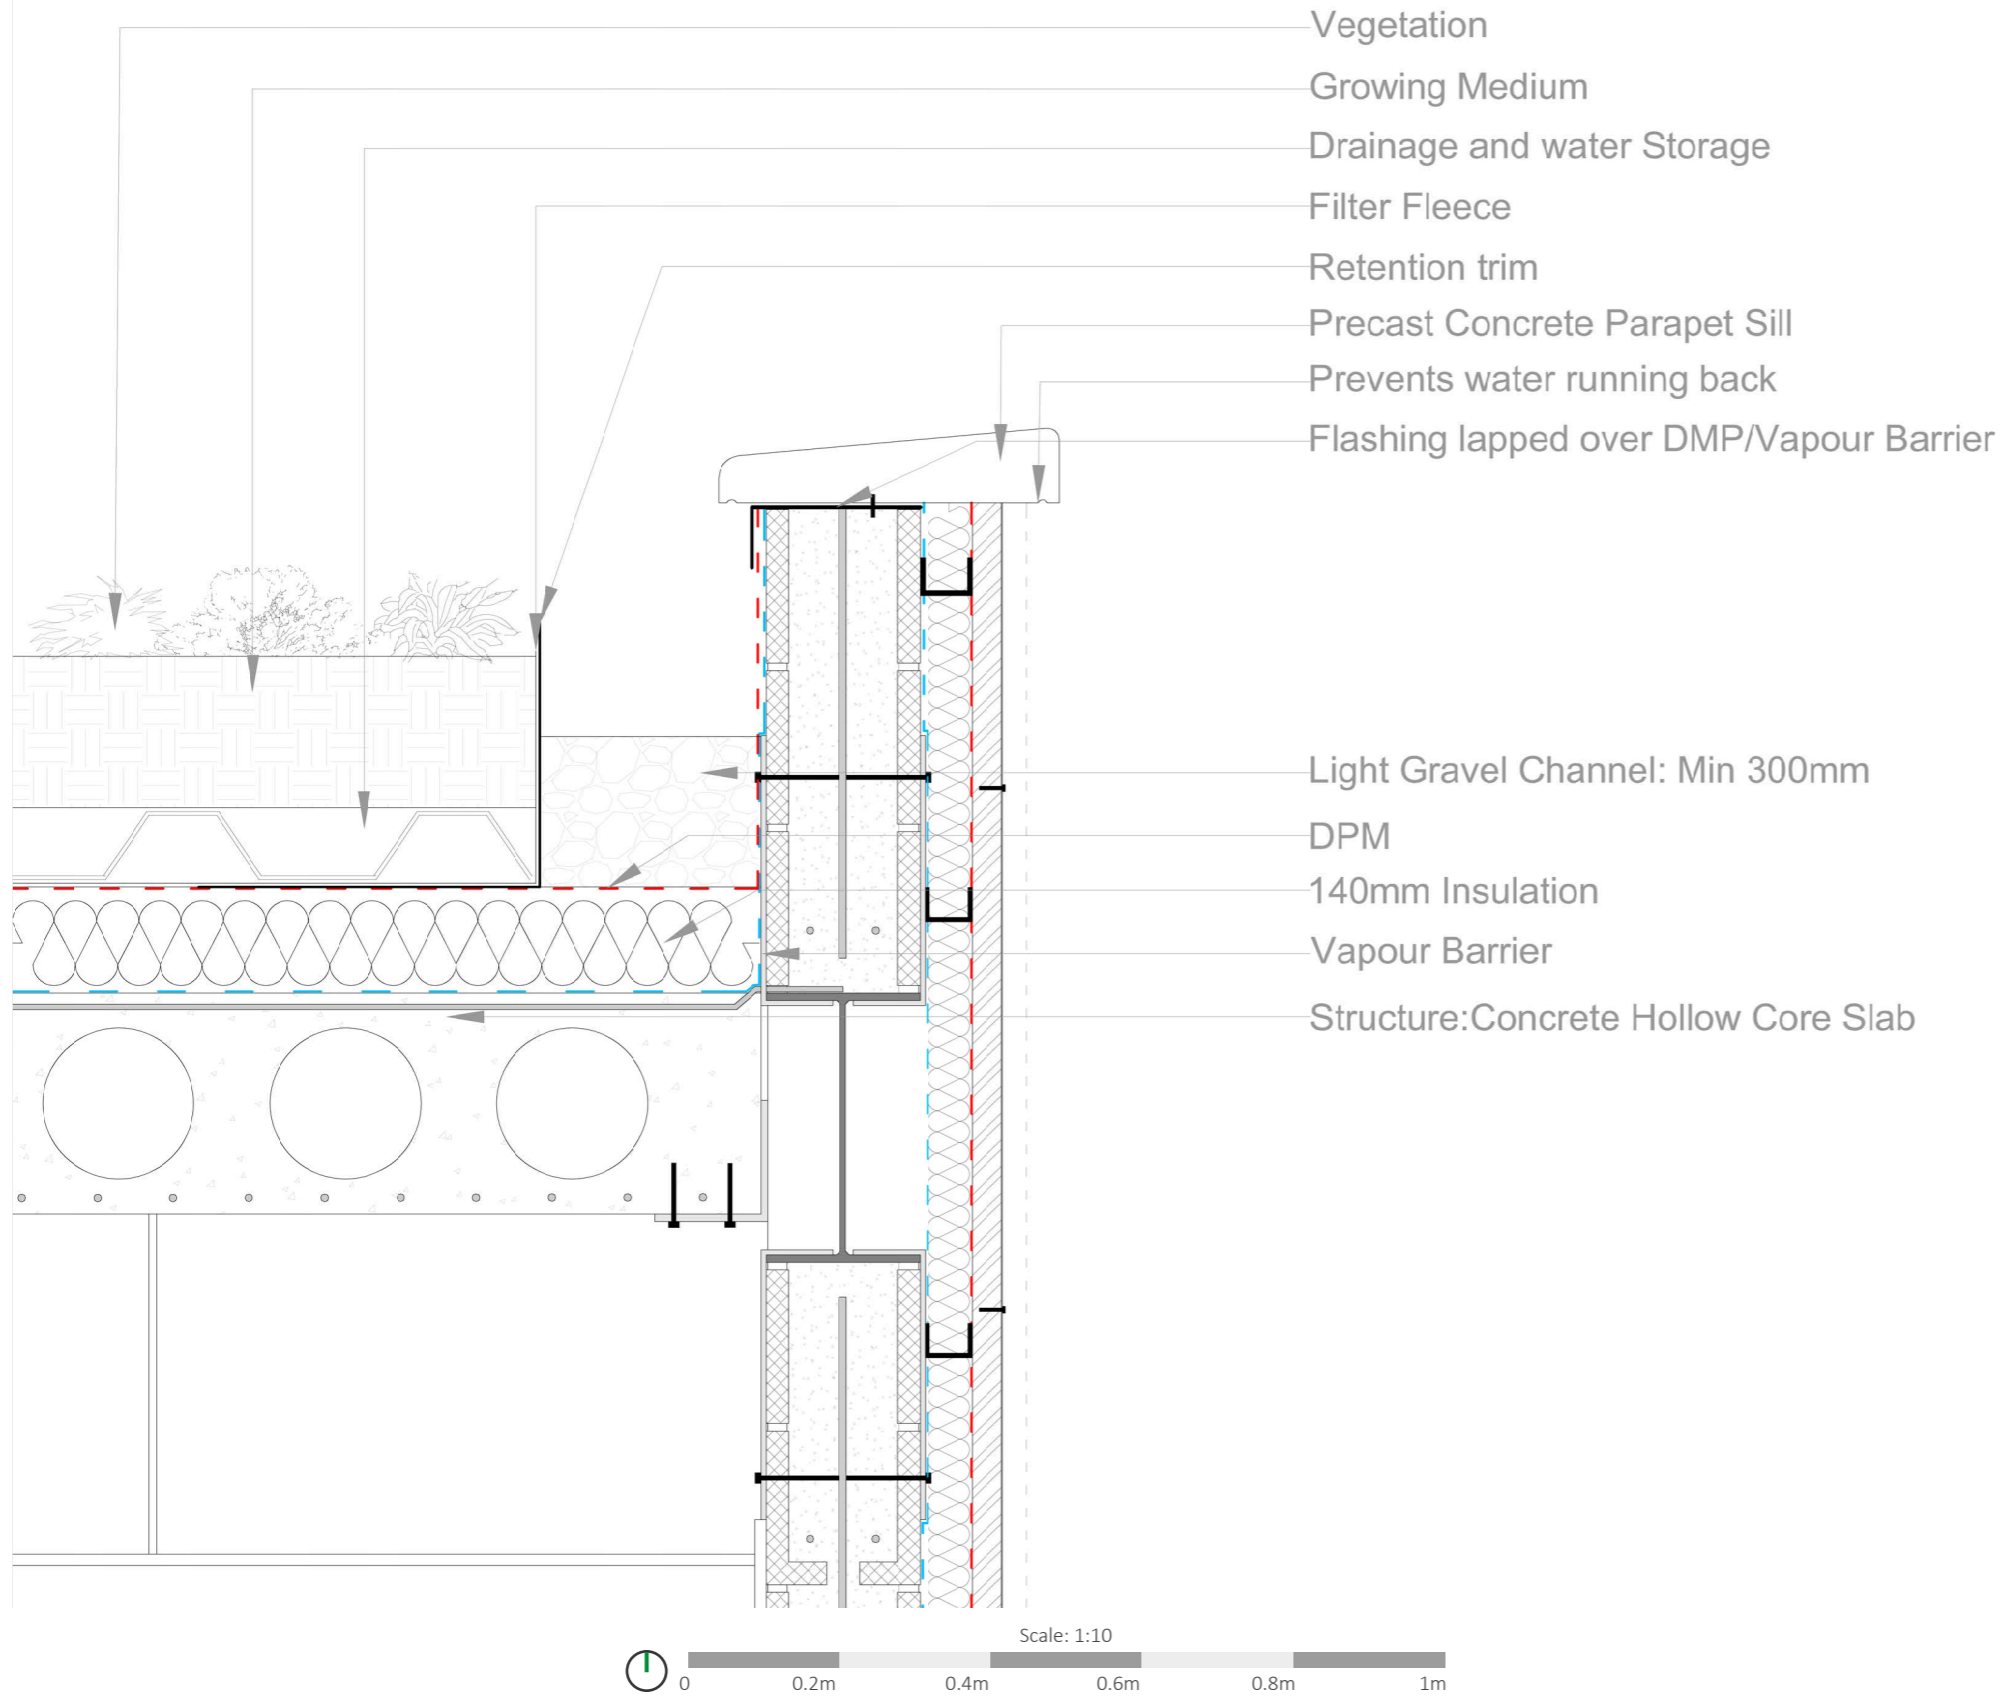 Vegetation
Growing Medium
Drainage and water Storage
Filter Fleece
Retention trim
Precast Concrete Parapet Sill
Prevents water running back
Flashing lapped over DMP/Vapour Barrier
Light Gravel Channel: Min 300mm
DPM
140mm Insulation
Vapour Barrier
Structure:Concrete Hollow Core Slab
Scale: 1:10
0 0.2m 0.4m 0.6m 0.8m 1m